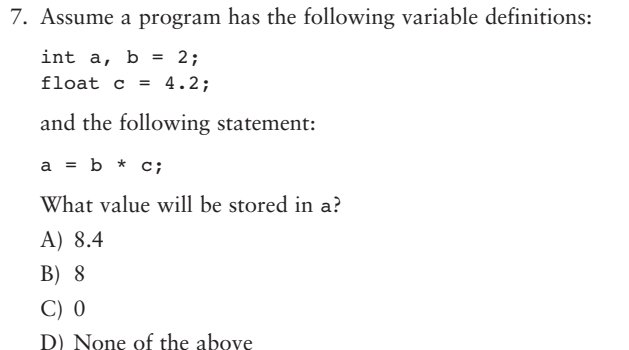 7. Assume a program has the following variable definitions:
int a, b = 2;
float c = 4.2;
and the following statement:
a = b * c;
What value will be stored in a?
A) 8.4
B) 8
C) 0
D) None of the above